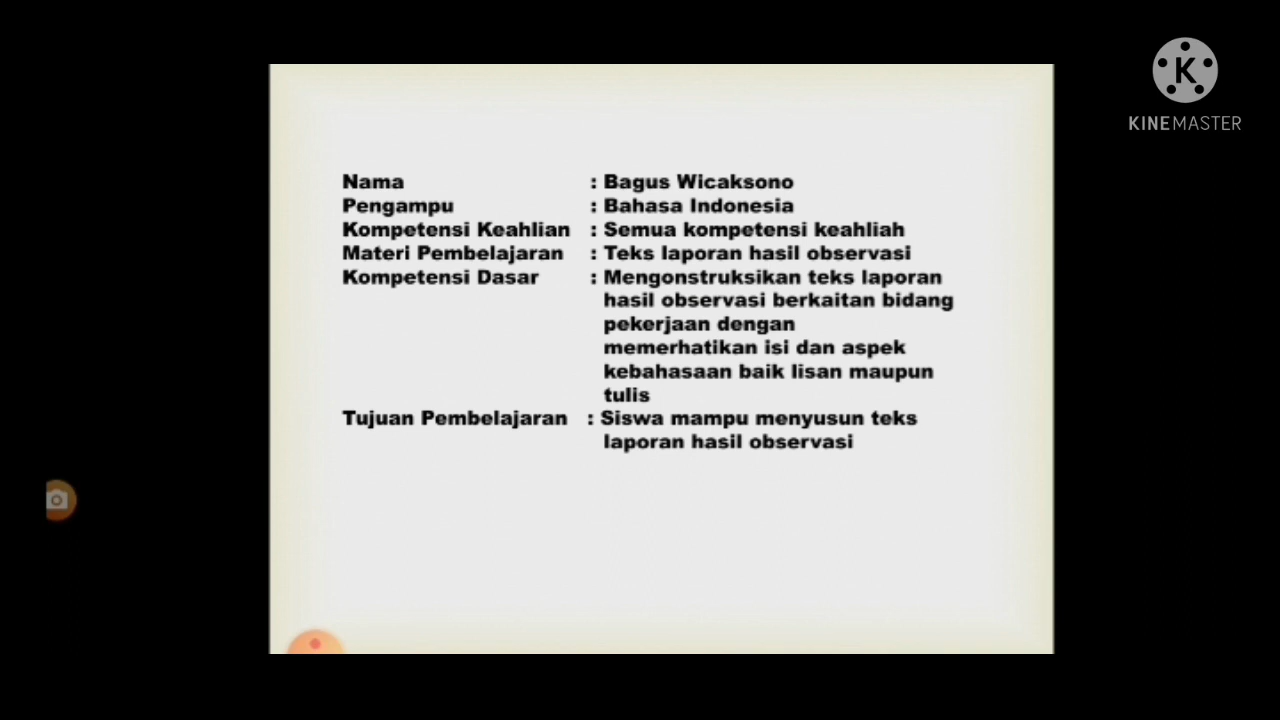 K
KINEMASTER
Nama : Bagus Wicaksono
Pengampu : Bahasa Indonesia
Kompetensi Keahlian : Semua kompetensi keahliah
Materi Pembelajaran : Teks laporan hasil observasi
Kompetensi Dasar : Mengonstruksikan teks laporan
hasil observasi berkaitan bidang
pekerjaan dengan
memerhatikan isi dan aspek
kebahasaan baik lisan maupun
tulis
Tujuan Pembelajaran : Siswa mampu menyusun teks
laporan hasil observasi